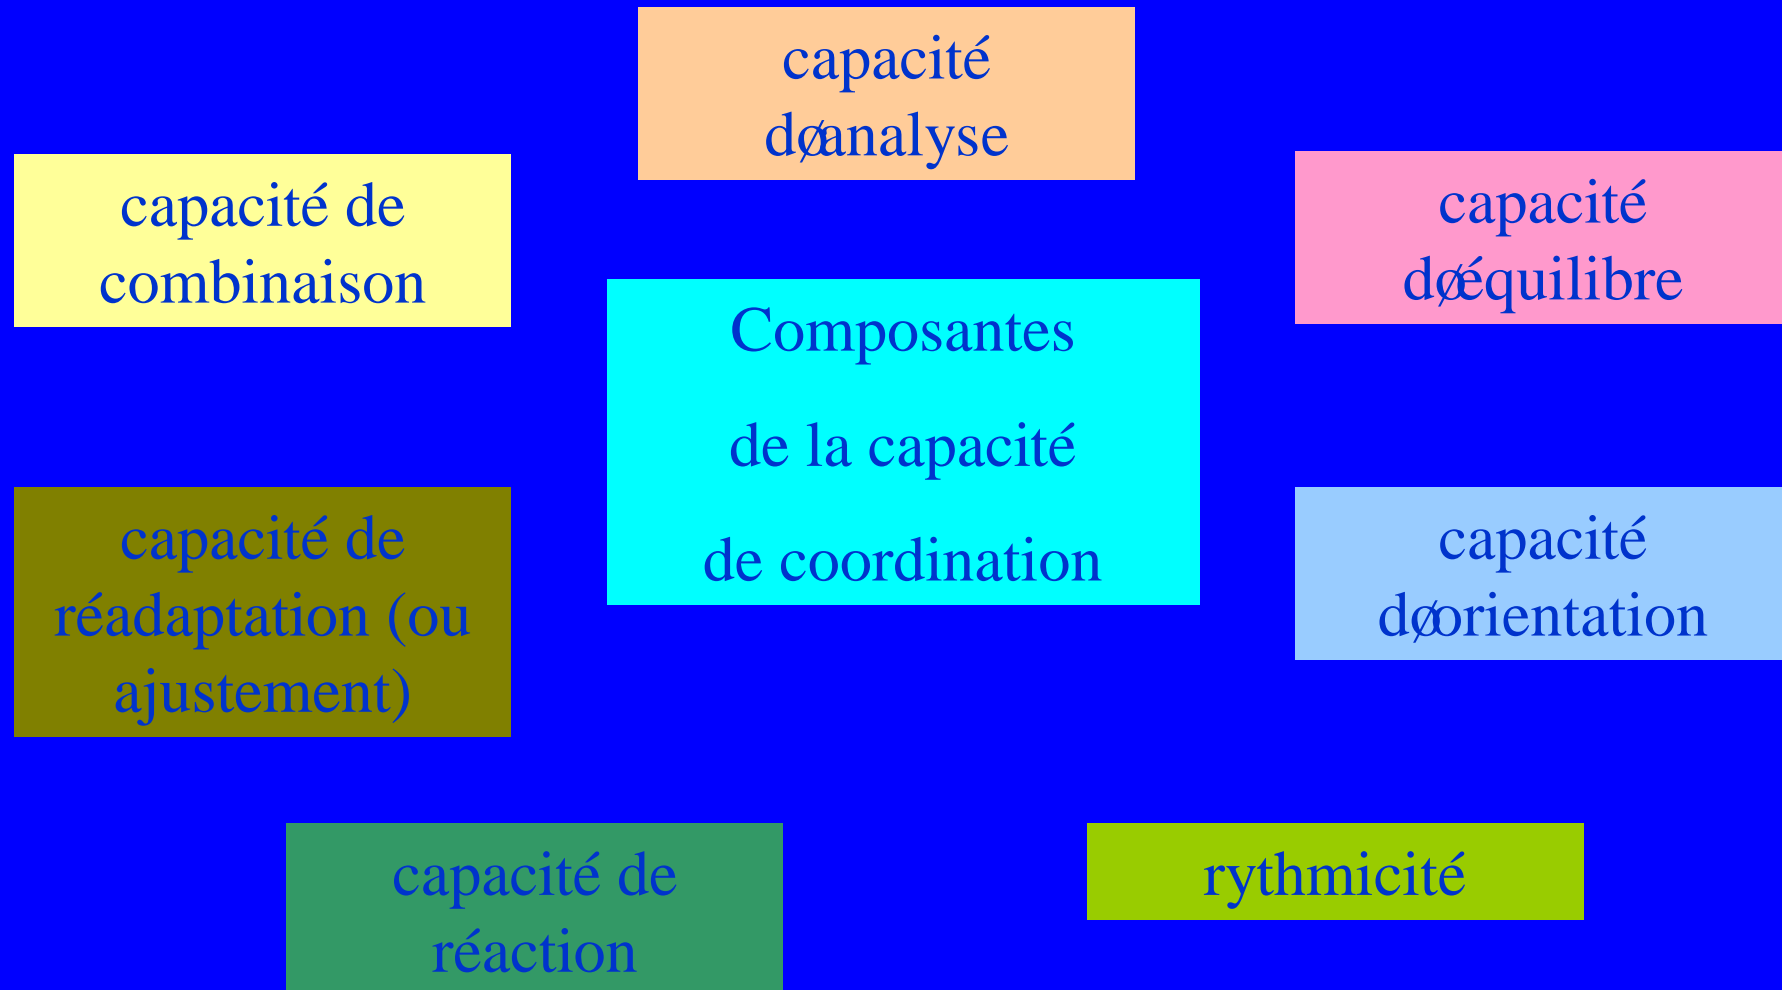 capacité
døanalyse
capacité de
combinaison
capacité
døéquilibre
Composantes
de la capacité
de coordination
capacité de
réadaptation (ou
ajustement)
capacité
døorientation
capacité de
réaction
rythmicité